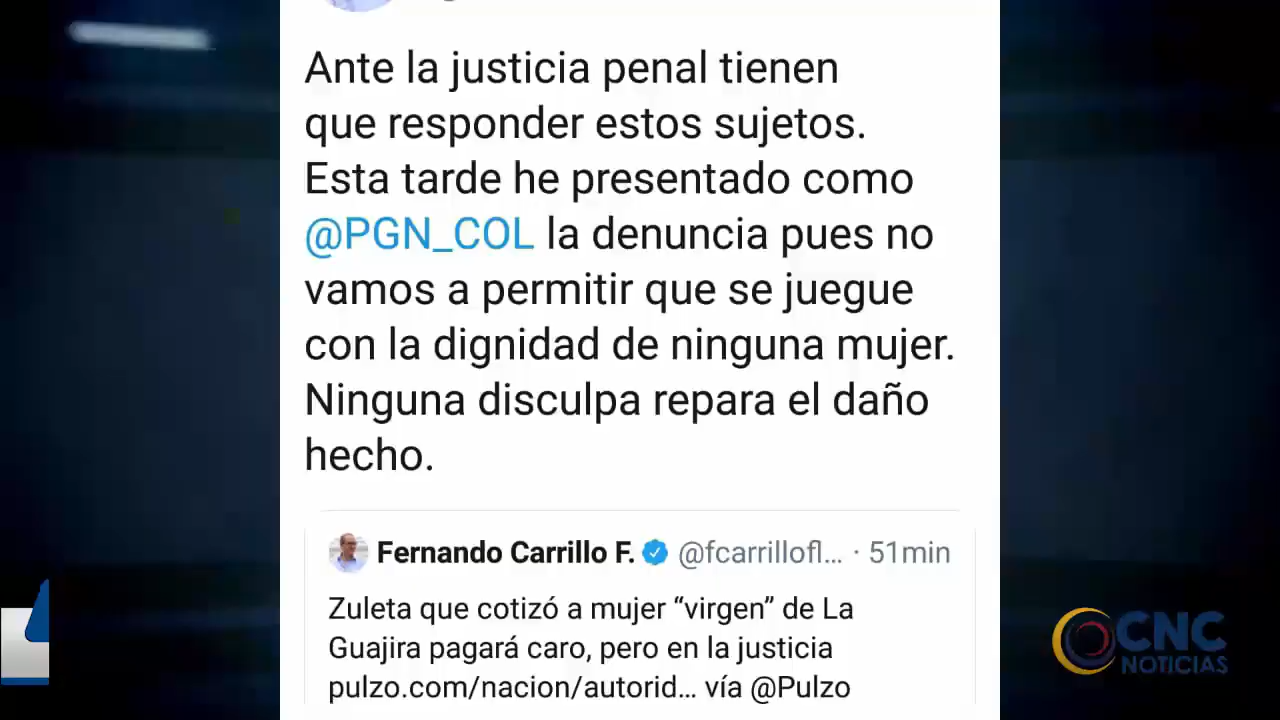 Ante la justicia penal tienen
que responder estos sujetos.
Esta tarde he presentado como
@PGN_COL la denuncia pues no
vamos a permitir que se juegue
con la dignidad de ninguna mujer.
Ninguna disculpa repara el daño
hecho.
Fernando Carrillo F. @fcarrillofl... · 51min
Zuleta que cotizó a mujer “virgen” de La
Guajira pagará caro, pero en la justicia
pulzo.com/nacion/autorid... vía @Pulzo
CNC
NOTICIAS